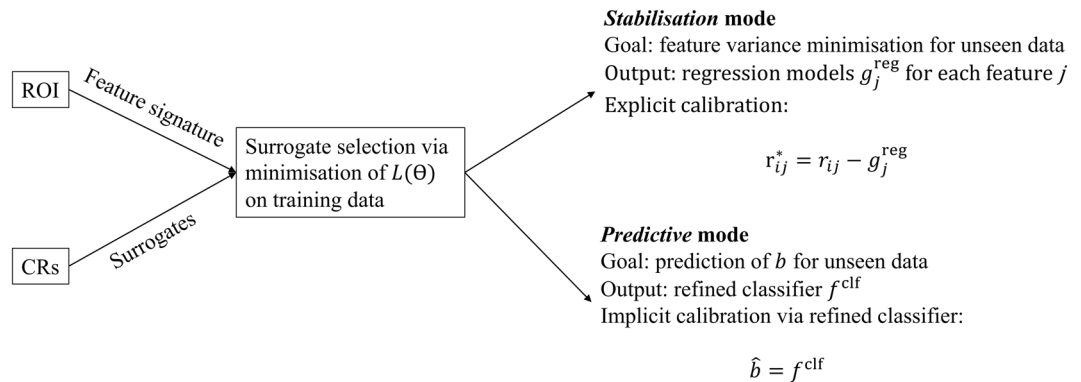 ROI
Feature signature
CRs
Surrogates
Surrogate selection via
minimisation of L(Θ)
on training data
Stabilisation mode
Goal: feature variance minimisation for unseen data
Output: regression models g_j^reg for each feature j
Explicit calibration:
r*_ij = r_ij − g_j^reg
Predictive mode
Goal: prediction of b for unseen data
Output: refined classifier f^clf
Implicit calibration via refined classifier:
b̂ = f^clf